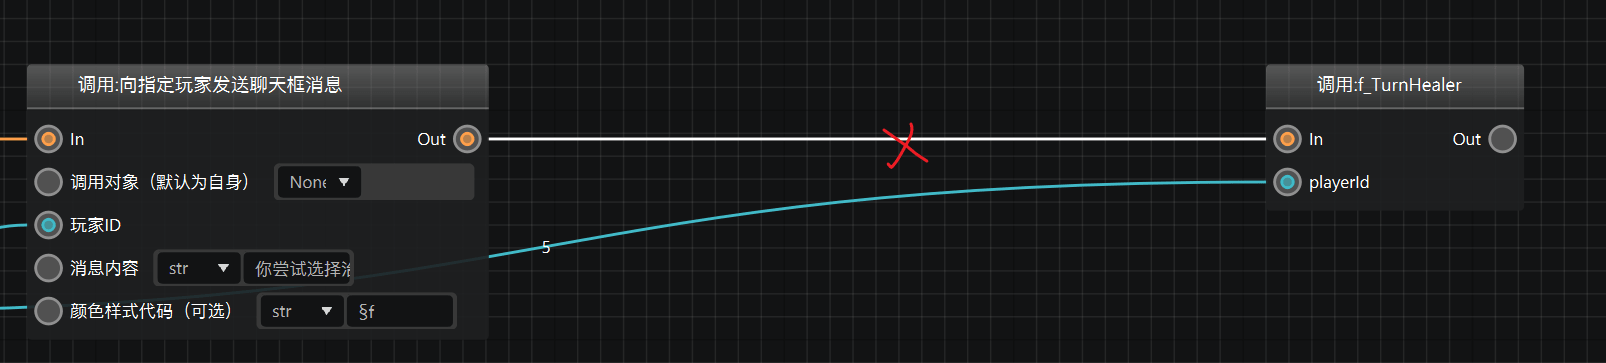 调用:向指定玩家发送聊天框消息
In
Out
调用对象（默认为自身）
None
玩家ID
5
消息内容
str
你尝试选择
颜色样式代码（可选）
str
§f
调用:f_TurnHealer
In
Out
playerId